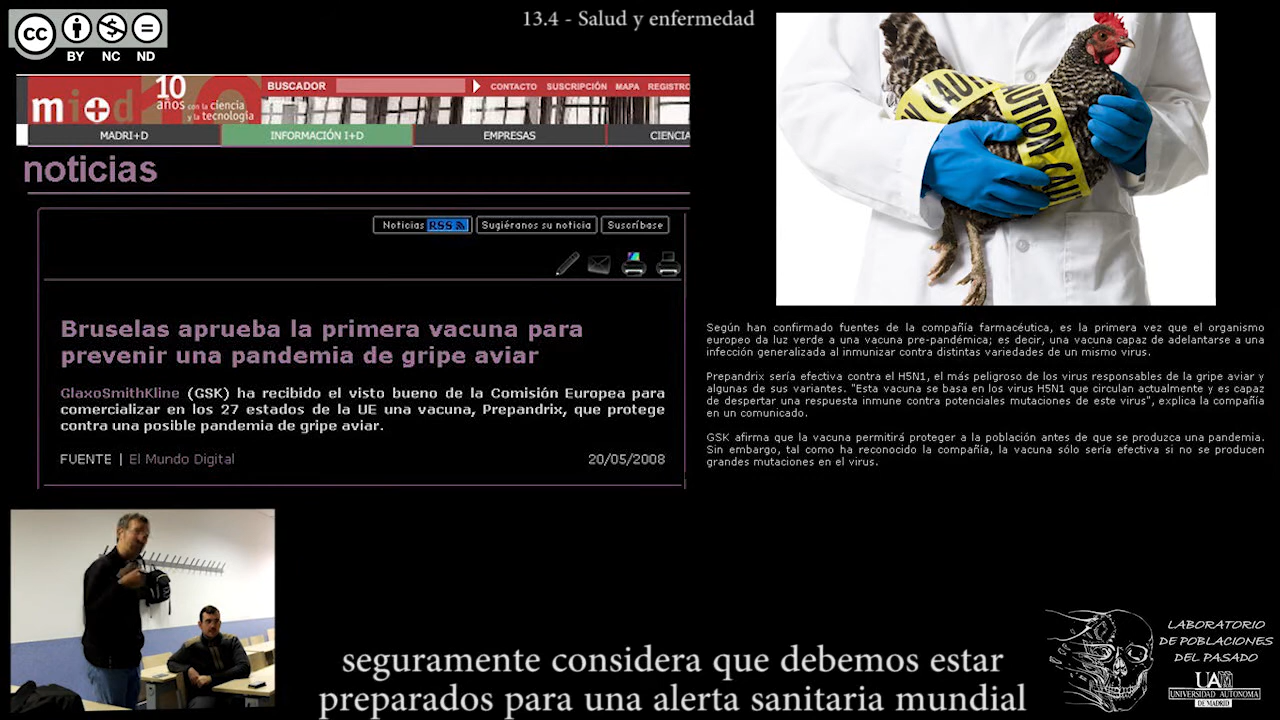 13.4 - Salud y enfermedad
cc
BY NC ND
mi+d
10 años con la ciencia y la tecnología
BUSCADOR
CONTACTO SUSCRIPCIÓN MAPA REGISTRO
MADRI+D INFORMACIÓN I+D EMPRESAS CIENCIA
noticias
Noticias RSS Sugiéranos su noticia Suscríbase
Bruselas aprueba la primera vacuna para
prevenir una pandemia de gripe aviar
GlaxoSmithKline (GSK) ha recibido el visto bueno de la Comisión Europea para
comercializar en los 27 estados de la UE una vacuna, Prepandrix, que protege
contra una posible pandemia de gripe aviar.
FUENTE | El Mundo Digital 20/05/2008
CAUTION CAUTION
Según han confirmado fuentes de la compañía farmacéutica, es la primera vez que el organismo
europeo da luz verde a una vacuna pre-pandémica; es decir, una vacuna capaz de adelantarse a una
infección generalizada al inmunizar contra distintas variedades de un mismo virus.
Prepandrix sería efectiva contra el H5N1, el más peligroso de los virus responsables de la gripe aviar y
algunas de sus variantes. "Esta vacuna se basa en los virus H5N1 que circulan actualmente y es capaz
de despertar una respuesta inmune contra potenciales mutaciones de este virus", explica la compañía
en un comunicado.
GSK afirma que la vacuna permitirá proteger a la población antes de que se produzca una pandemia.
Sin embargo, tal como ha reconocido la compañía, la vacuna sólo sería efectiva si no se producen
grandes mutaciones en el virus.
seguramente considera que debemos estar
preparados para una alerta sanitaria mundial
LABORATORIO
DE POBLACIONES
DEL PASADO
UAM
UNIVERSIDAD AUTONOMA
DE MADRID